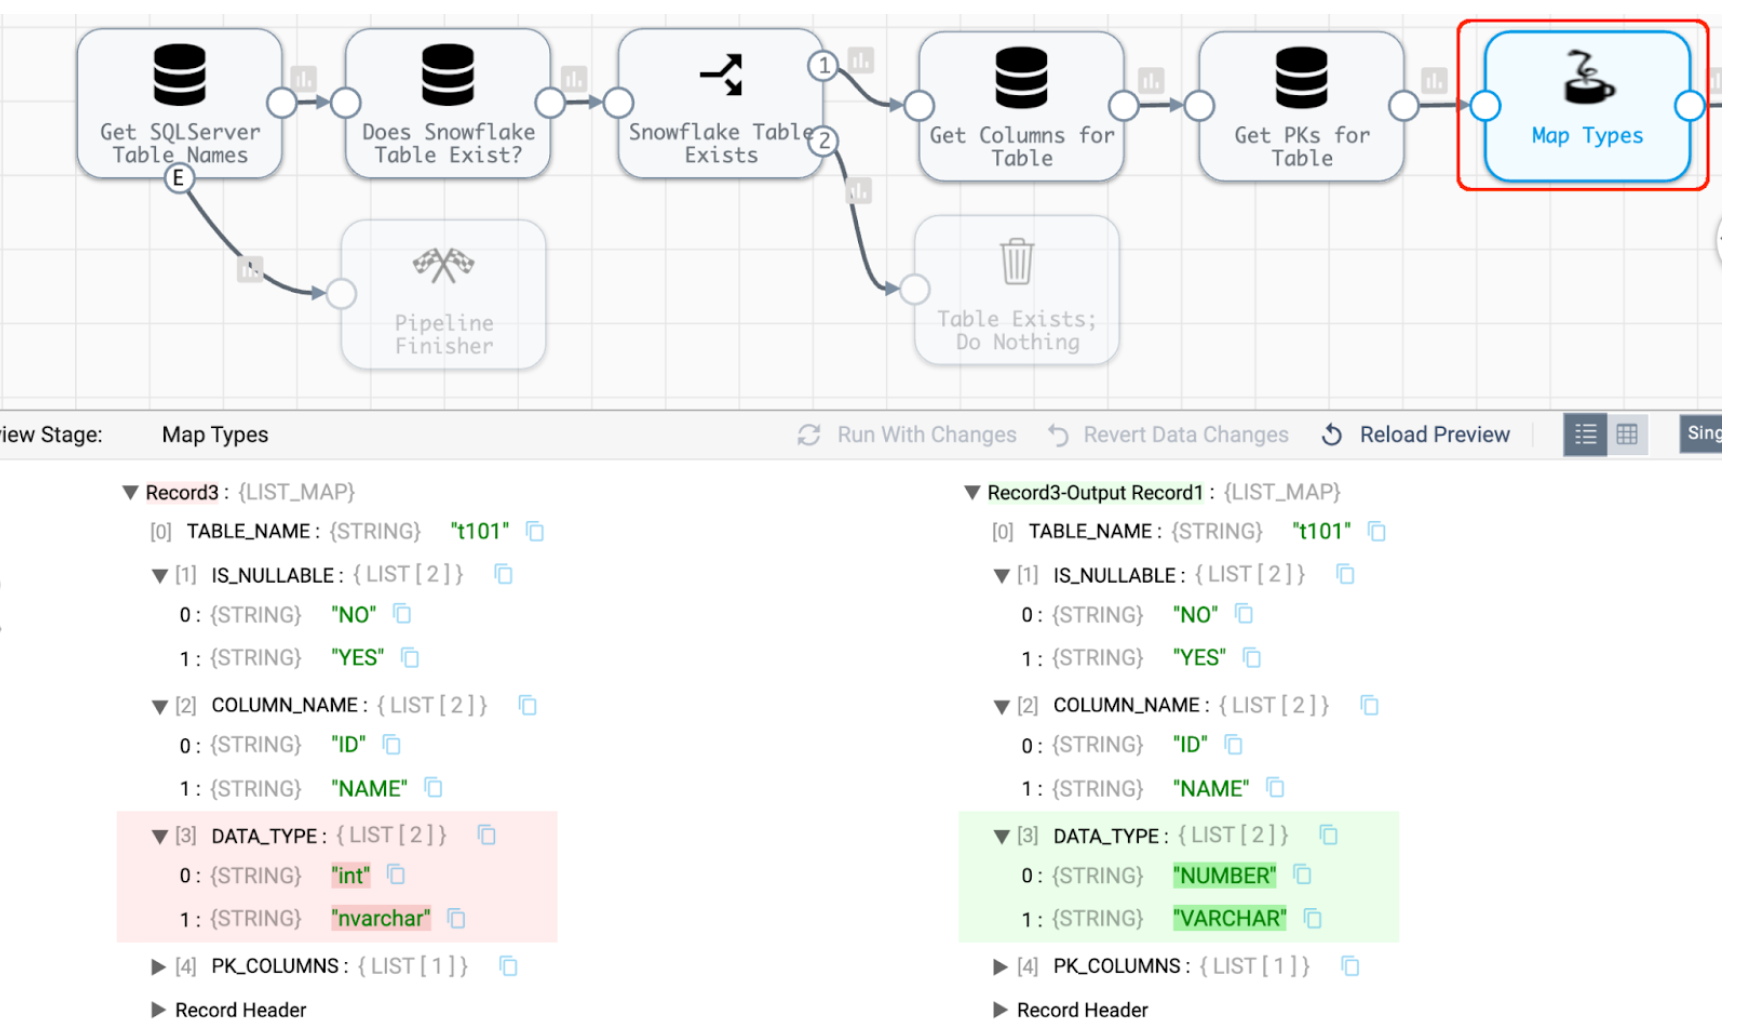 Get SQLServer
Table Names
E
Does Snowflake
Table Exist?
Snowflake Table
Exists
1
2
Get Columns for
Table
Get PKs for
Table
Map Types
Pipeline
Finisher
Table Exists;
Do Nothing
iew Stage: Map Types Run With Changes Revert Data Changes Reload Preview Sing
Record3 : {LIST_MAP}
[0] TABLE_NAME : {STRING} "t101"
[1] IS_NULLABLE : { LIST [ 2 ] }
0 : {STRING} "NO"
1 : {STRING} "YES"
[2] COLUMN_NAME : { LIST [ 2 ] }
0 : {STRING} "ID"
1 : {STRING} "NAME"
[3] DATA_TYPE : { LIST [ 2 ] }
0 : {STRING} "int"
1 : {STRING} "nvarchar"
[4] PK_COLUMNS : { LIST [ 1 ] }
Record Header
Record3-Output Record1 : {LIST_MAP}
[0] TABLE_NAME : {STRING} "t101"
[1] IS_NULLABLE : { LIST [ 2 ] }
0 : {STRING} "NO"
1 : {STRING} "YES"
[2] COLUMN_NAME : { LIST [ 2 ] }
0 : {STRING} "ID"
1 : {STRING} "NAME"
[3] DATA_TYPE : { LIST [ 2 ] }
0 : {STRING} "NUMBER"
1 : {STRING} "VARCHAR"
[4] PK_COLUMNS : { LIST [ 1 ] }
Record Header